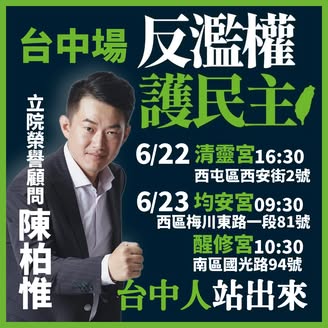 台中場
反濫權
護民主
立院榮譽顧問
陳柏惟
6/22 清靈宮16:30
西屯區西安街2號
6/23 均安宮09:30
西區梅川東路一段81號
醒修宮10:30
南區國光路94號
台中人站出來